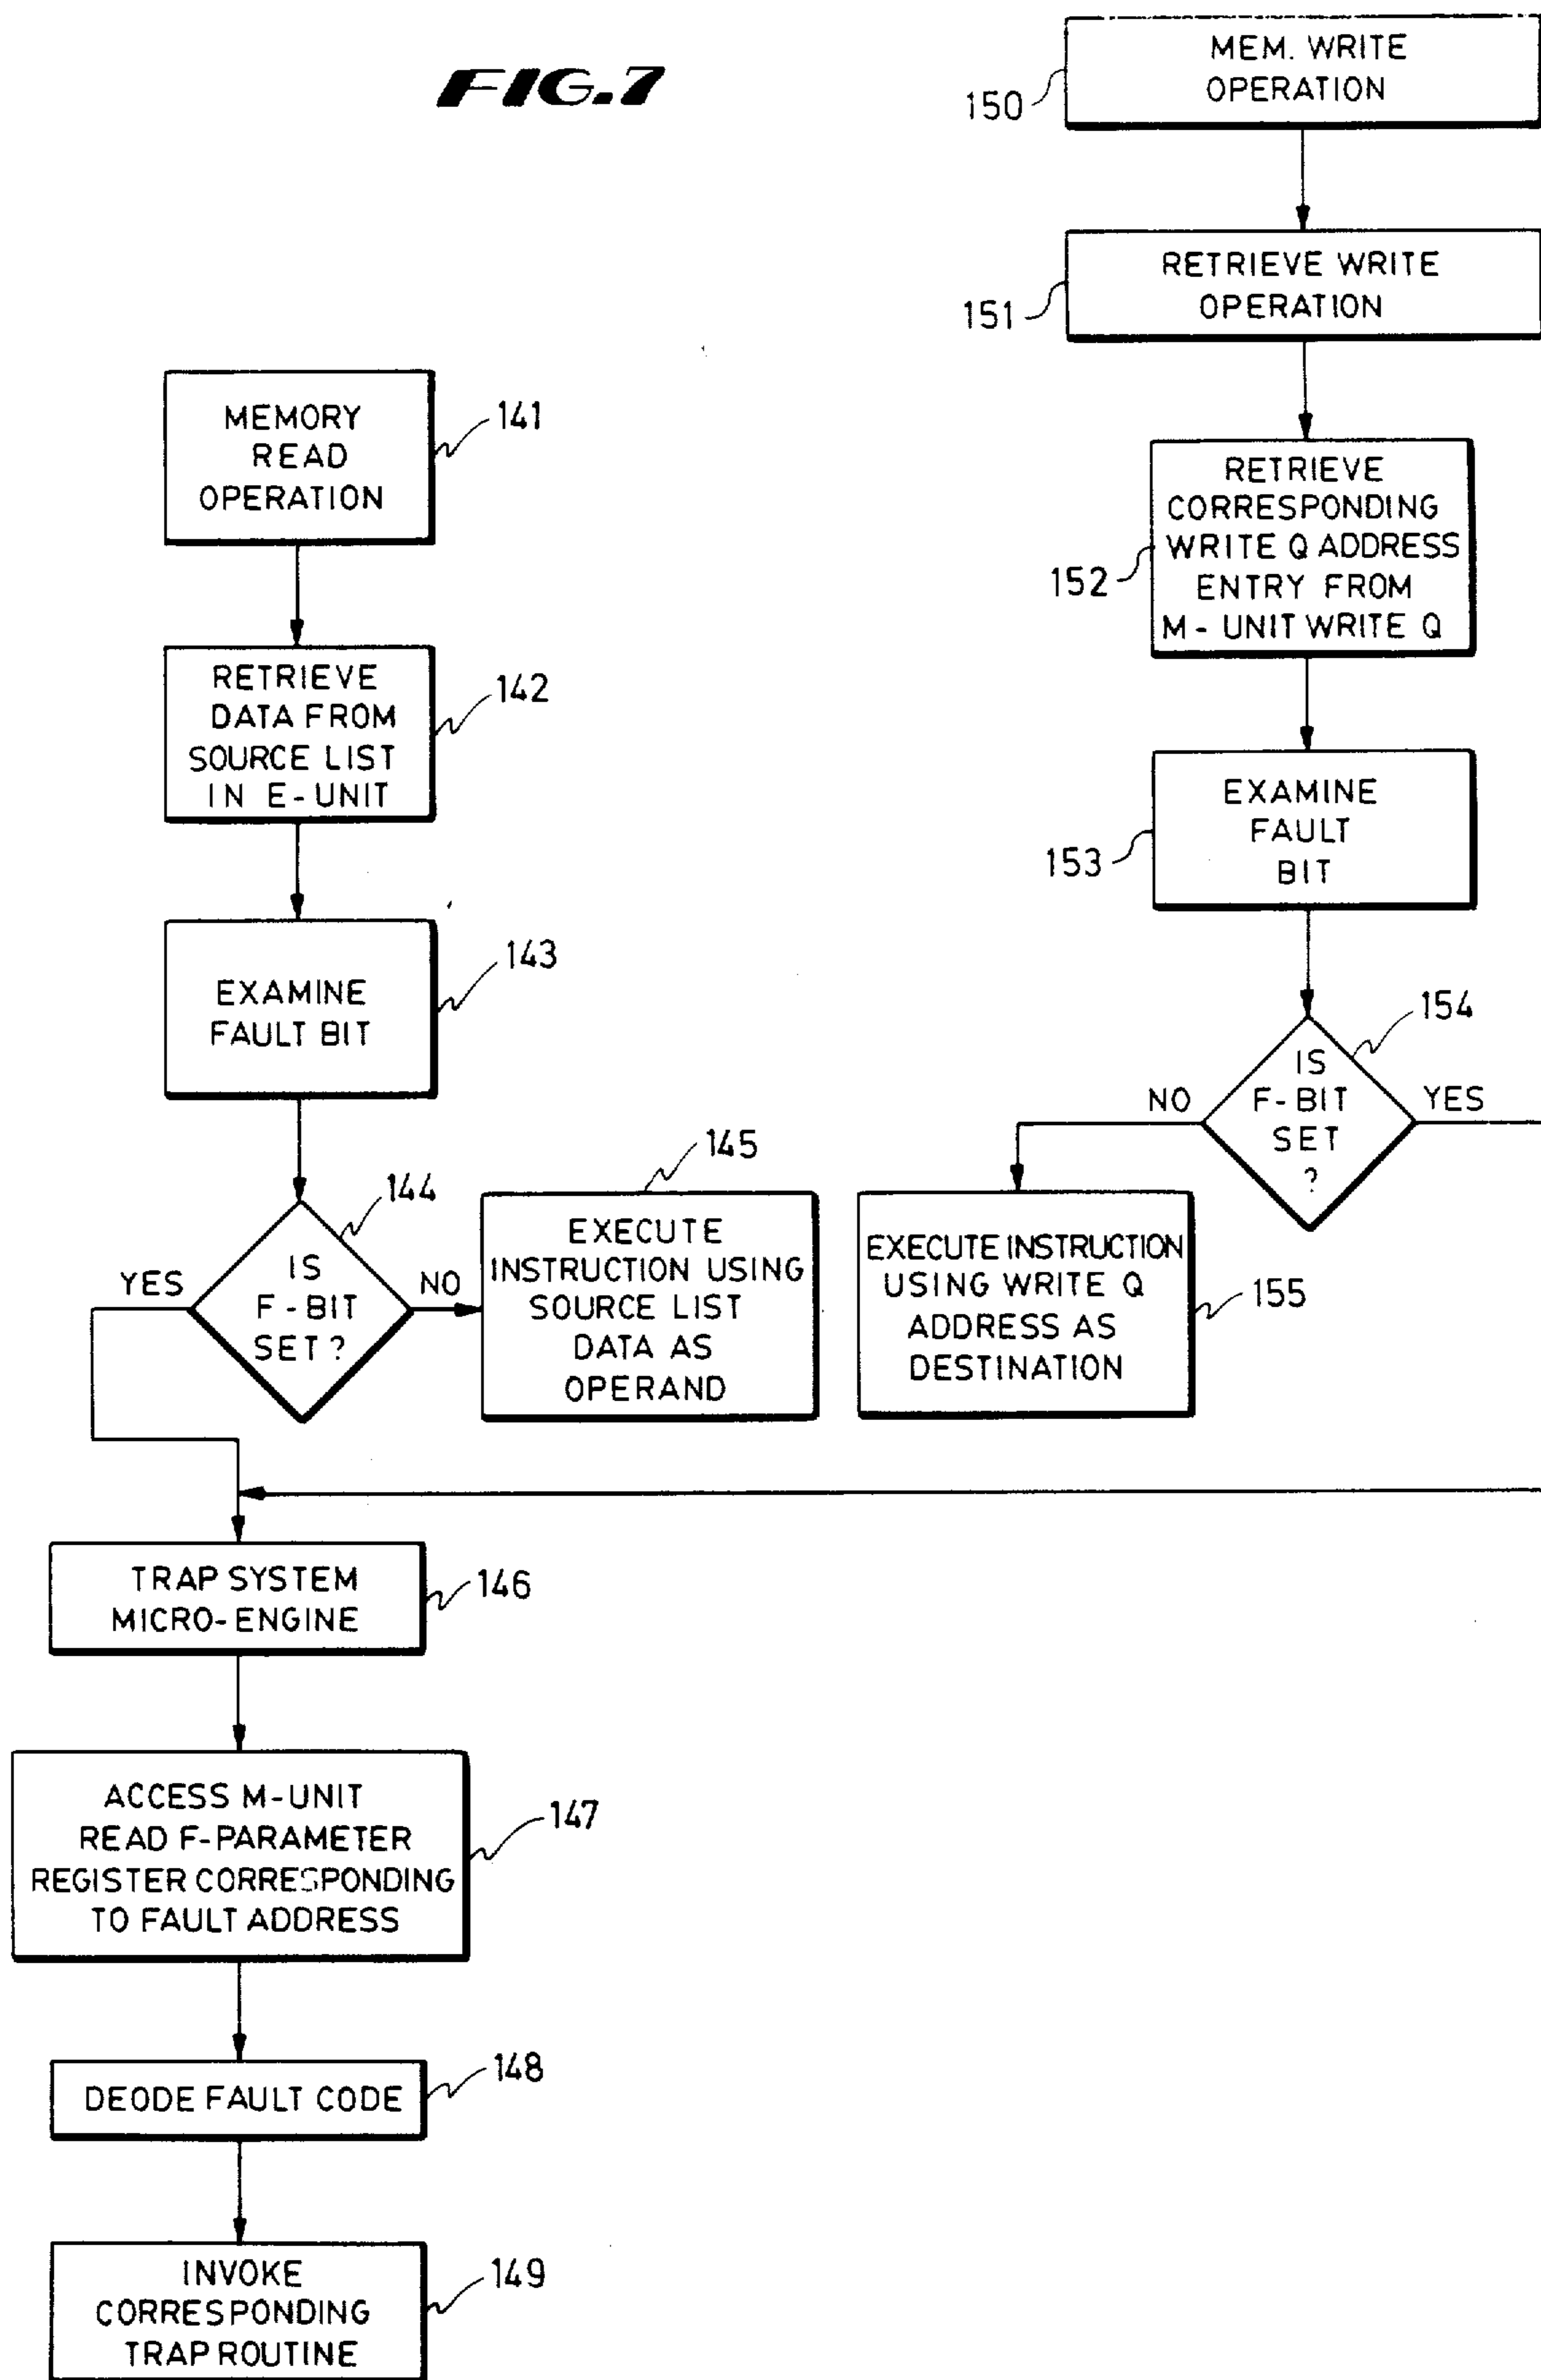 FIG.7
MEM. WRITE
OPERATION
150
RETRIEVE WRITE
OPERATION
151
MEMORY
READ
OPERATION
141
RETRIEVE
CORRESPONDING
WRITE Q ADDRESS
ENTRY FROM
M-UNIT WRITE Q
152
RETRIEVE
DATA FROM
SOURCE LIST
IN E-UNIT
142
EXAMINE
FAULT
BIT
153
EXAMINE
FAULT BIT
143
IS
F-BIT
SET
?
154
NO
YES
IS
F-BIT
SET?
144
YES
NO
EXECUTE
INSTRUCTION USING
SOURCE LIST
DATA AS
OPERAND
145
EXECUTE INSTRUCTION
USING WRITE Q
ADDRESS AS
DESTINATION
155
TRAP SYSTEM
MICRO-ENGINE
146
ACCESS M-UNIT
READ F-PARAMETER
REGISTER CORRESPONDING
TO FAULT ADDRESS
147
DEODE FAULT CODE
148
INVOKE
CORRESPONDING
TRAP ROUTINE
149